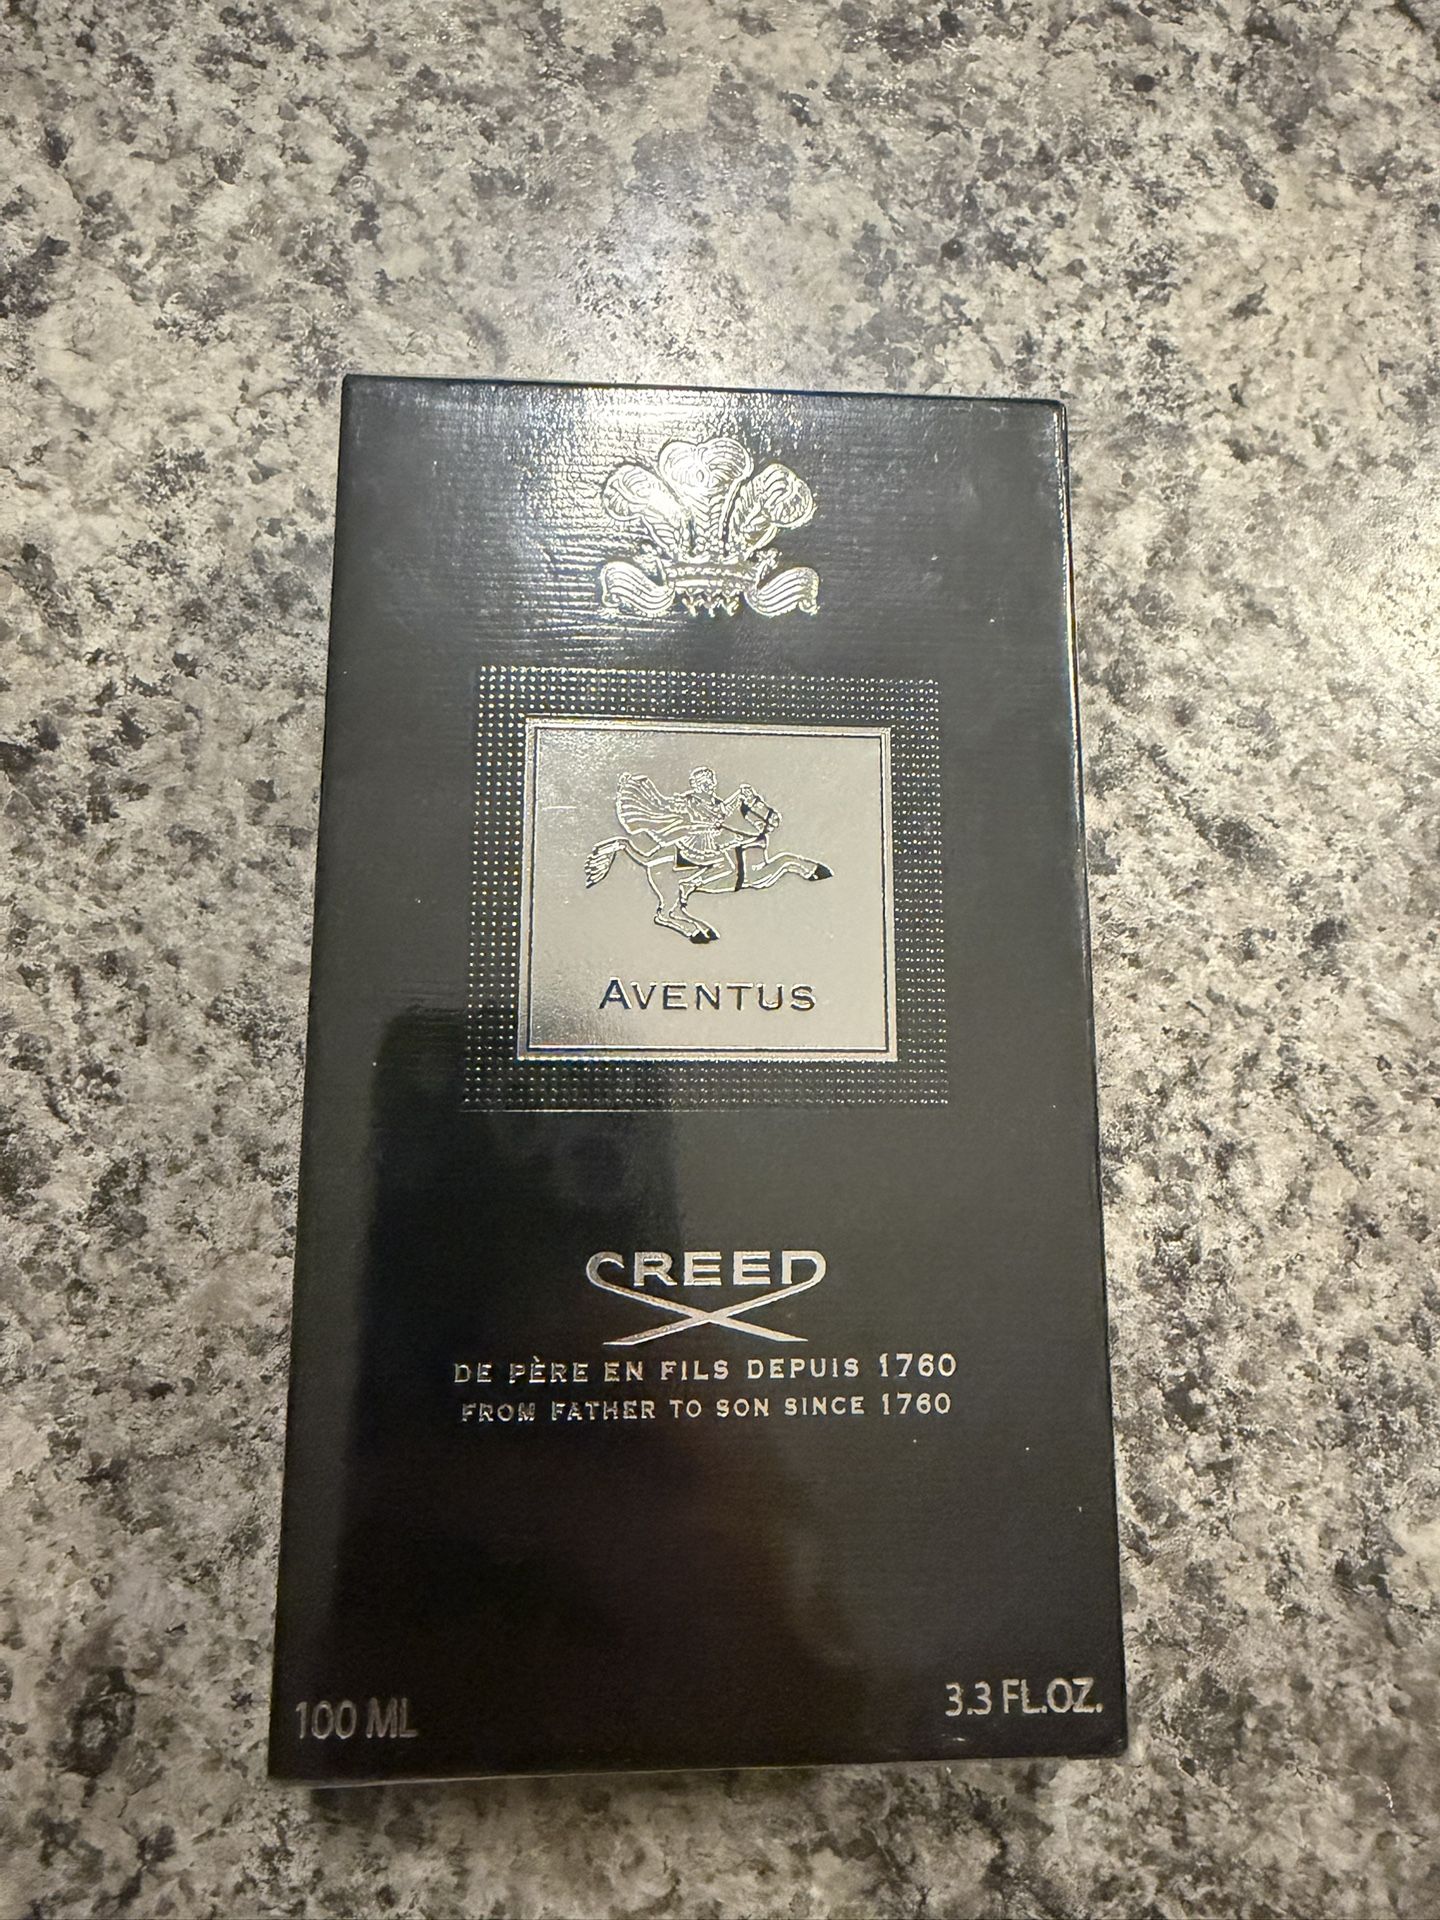 AVENTUS
CREED
DE PÈRE EN FILS DEPUIS 1760
FROM FATHER TO SON SINCE 1760
100 ML
3.3 FL.OZ.